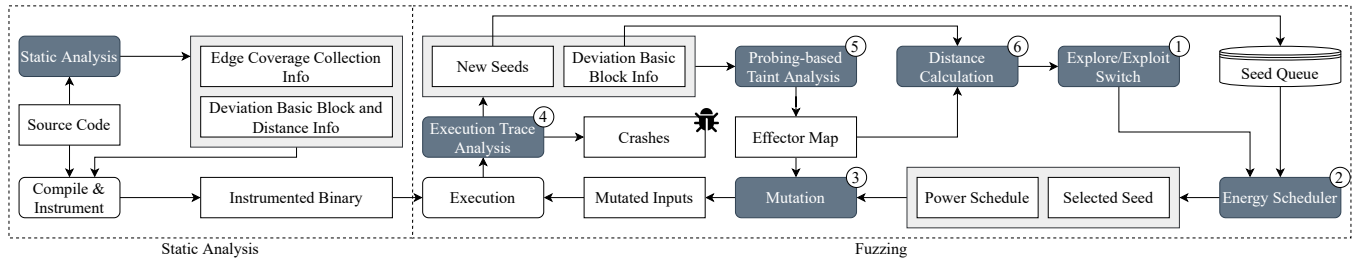 Static Analysis
Edge Coverage Collection
Info
Deviation Basic Block and
Distance Info
Source Code
Compile &
Instrument
Instrumented Binary
Static Analysis
New Seeds
Deviation Basic
Block Info
5
Probing-based
Taint Analysis
6
Distance
Calculation
1
Explore/Exploit
Switch
Seed Queue
4
Execution Trace
Analysis
Crashes
Effector Map
Execution
Mutated Inputs
3
Mutation
Power Schedule
Selected Seed
2
Energy Scheduler
Fuzzing